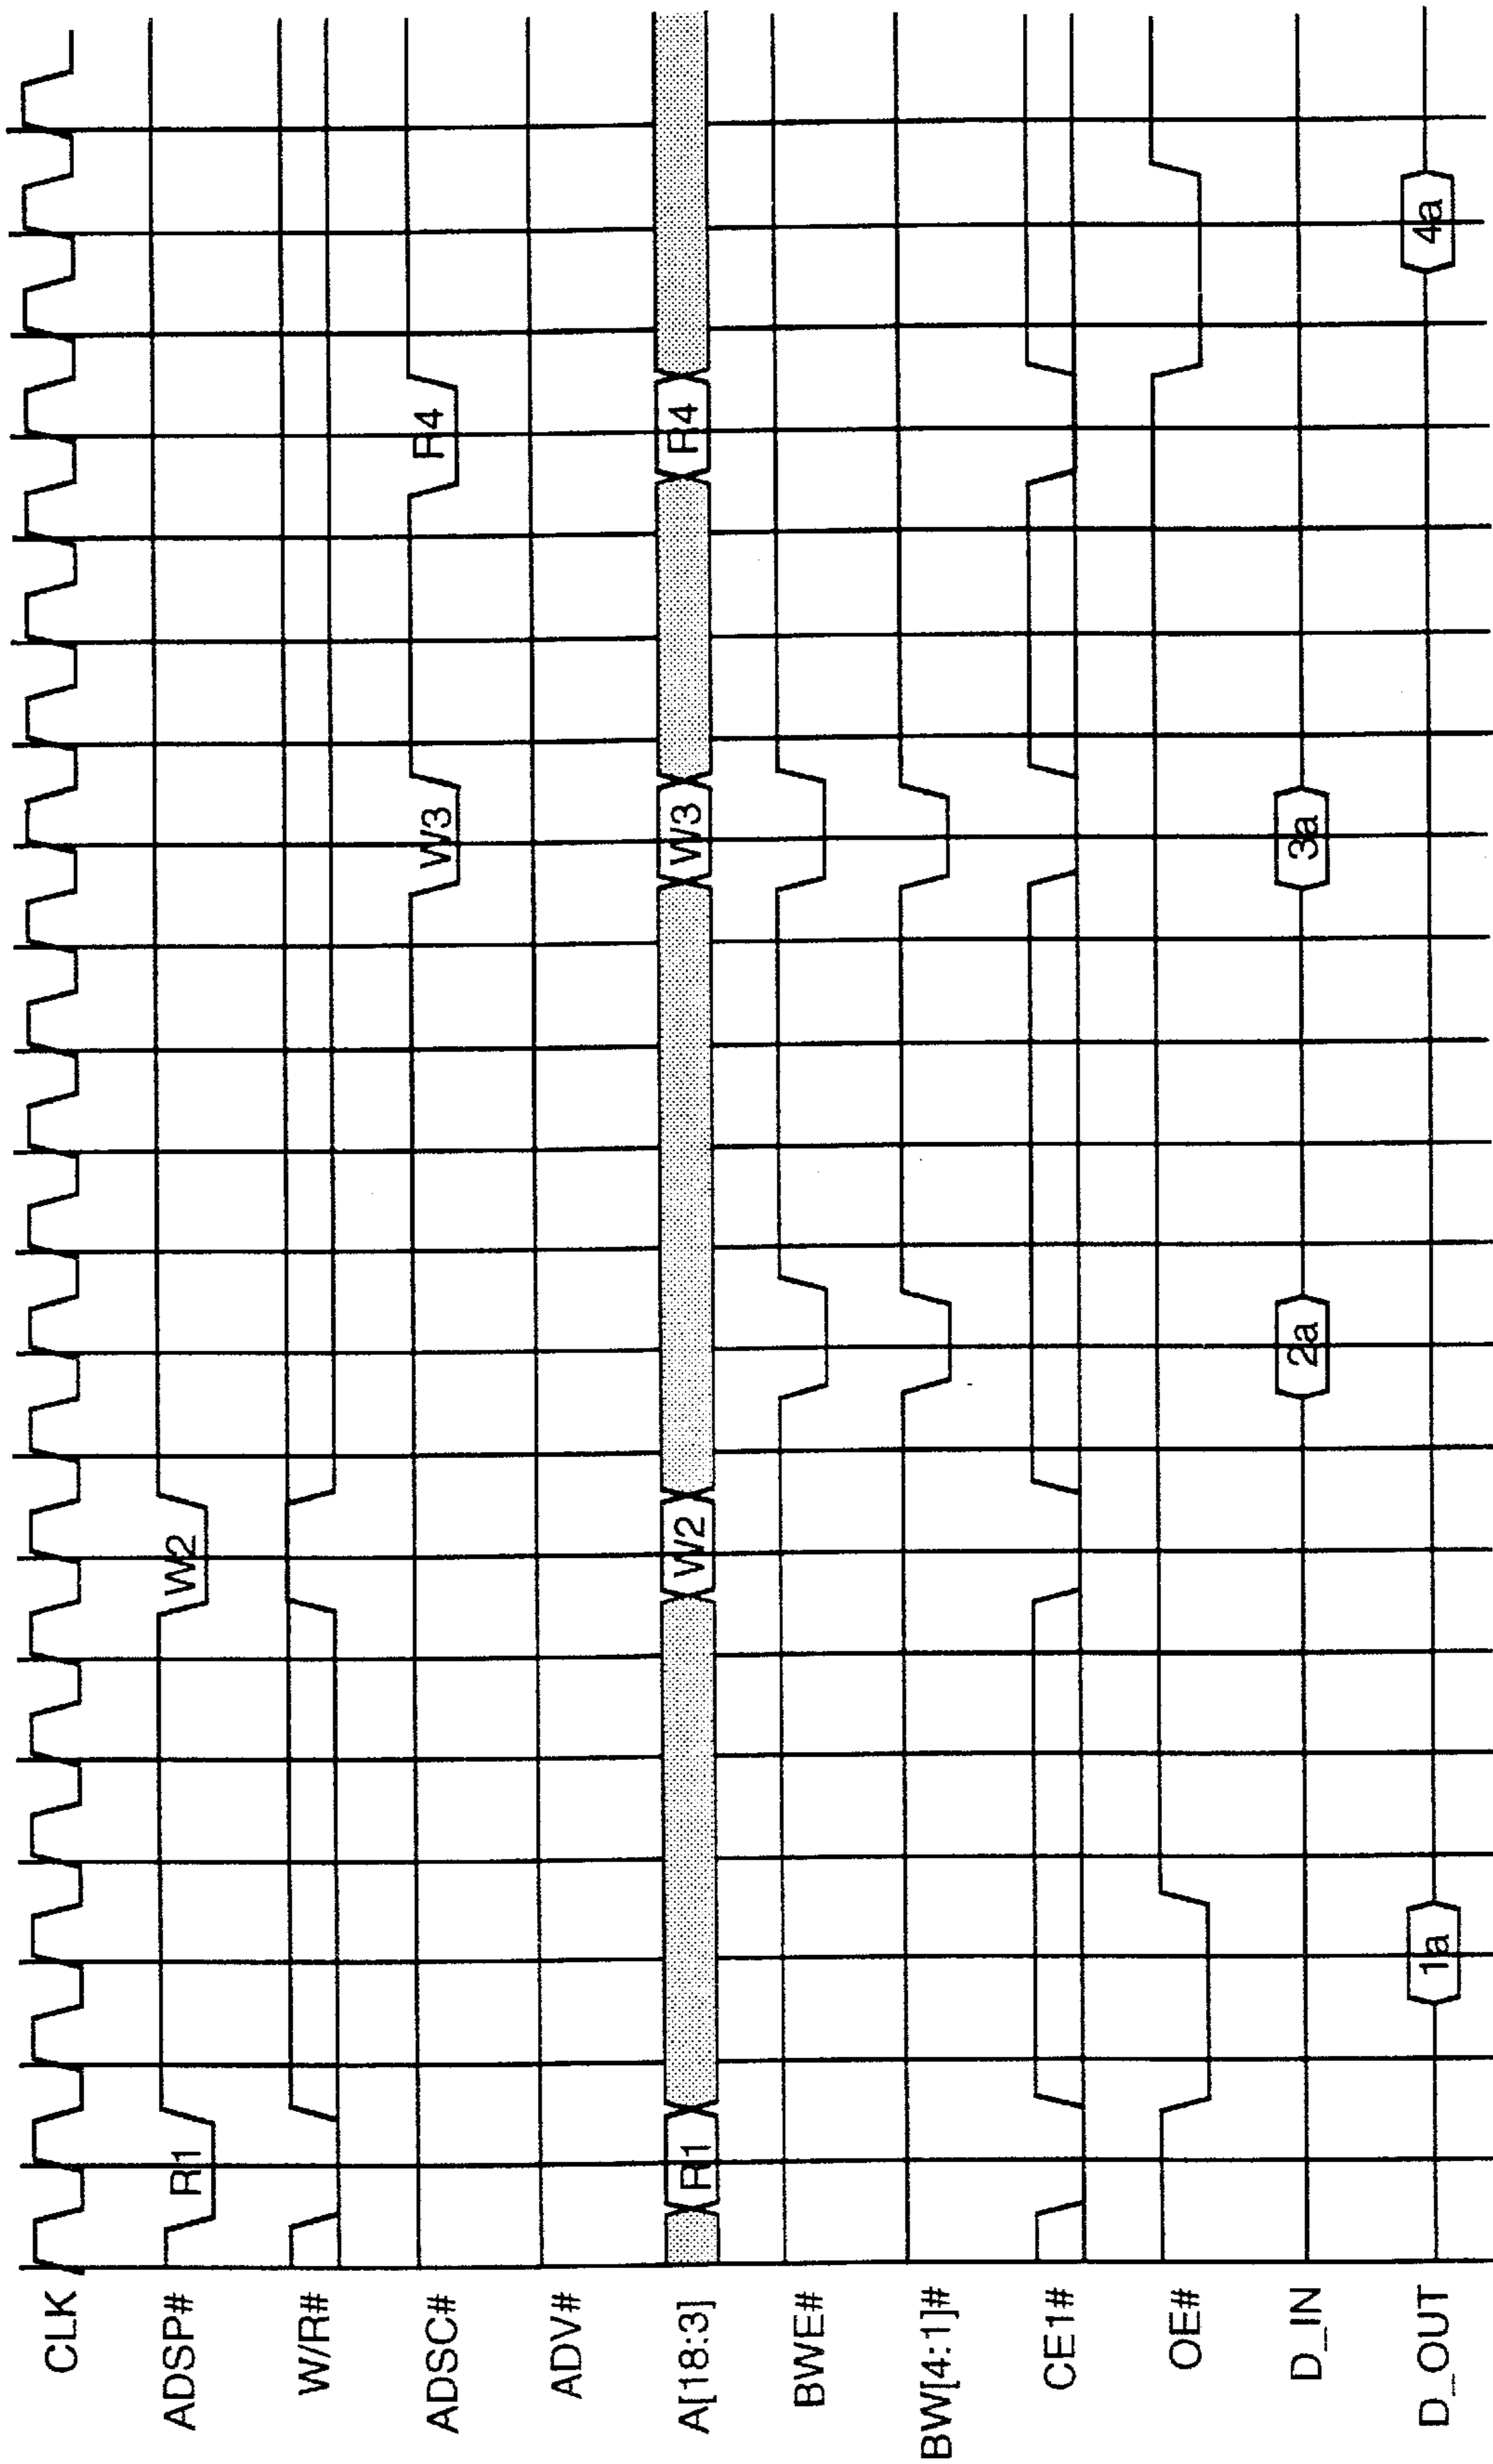 CLK
ADSP# R1 W2
W/R#
ADSC# W3 R4
ADV#
A[18:3] R1 W2 W3 R4
BWE#
BW[4:1]#
CE1#
OE#
D_IN 2a 3a
D_OUT 1a 4a